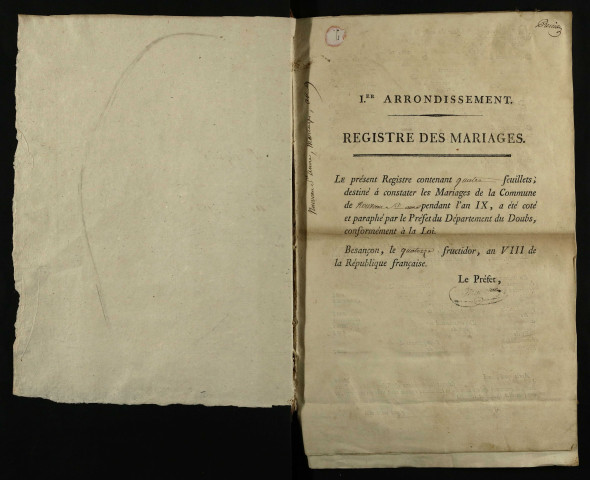 I.ER ARRONDISSEMENT.
REGISTRE DES MARIAGES.
LE présent Registre contenant quatre feuillets;
destiné à constater les Mariages de la Commune
de pendant l'an IX, a été coté
et paraphé par le Préfet du Département du Doubs,
conformément à la Loi.
Besançon, le quatorze fructidor, an VIII de
la République française.
Le Préfet,